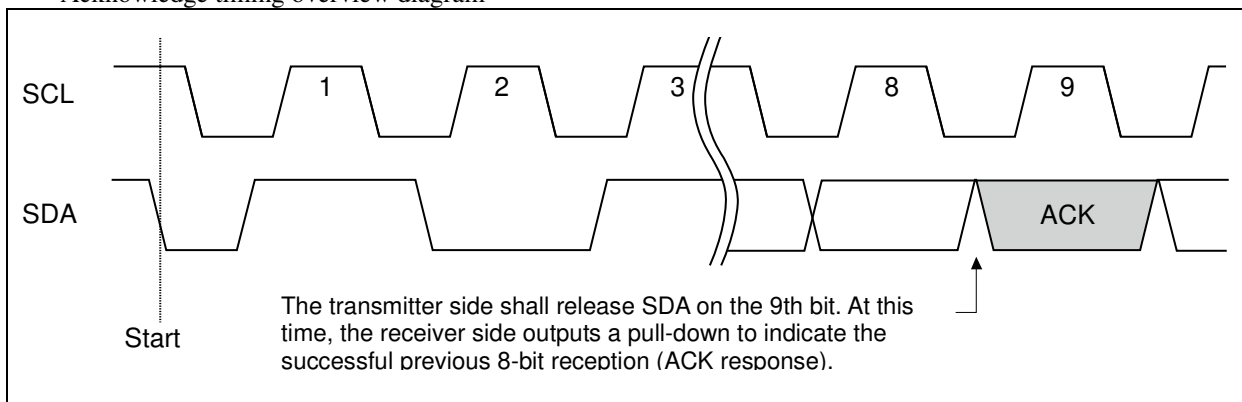 Acknowledge timing overview diagram
SCL
1 2 3 8 9
SDA
ACK
Start
The transmitter side shall release SDA on the 9th bit. At this
time, the receiver side outputs a pull-down to indicate the
successful previous 8-bit reception (ACK response).